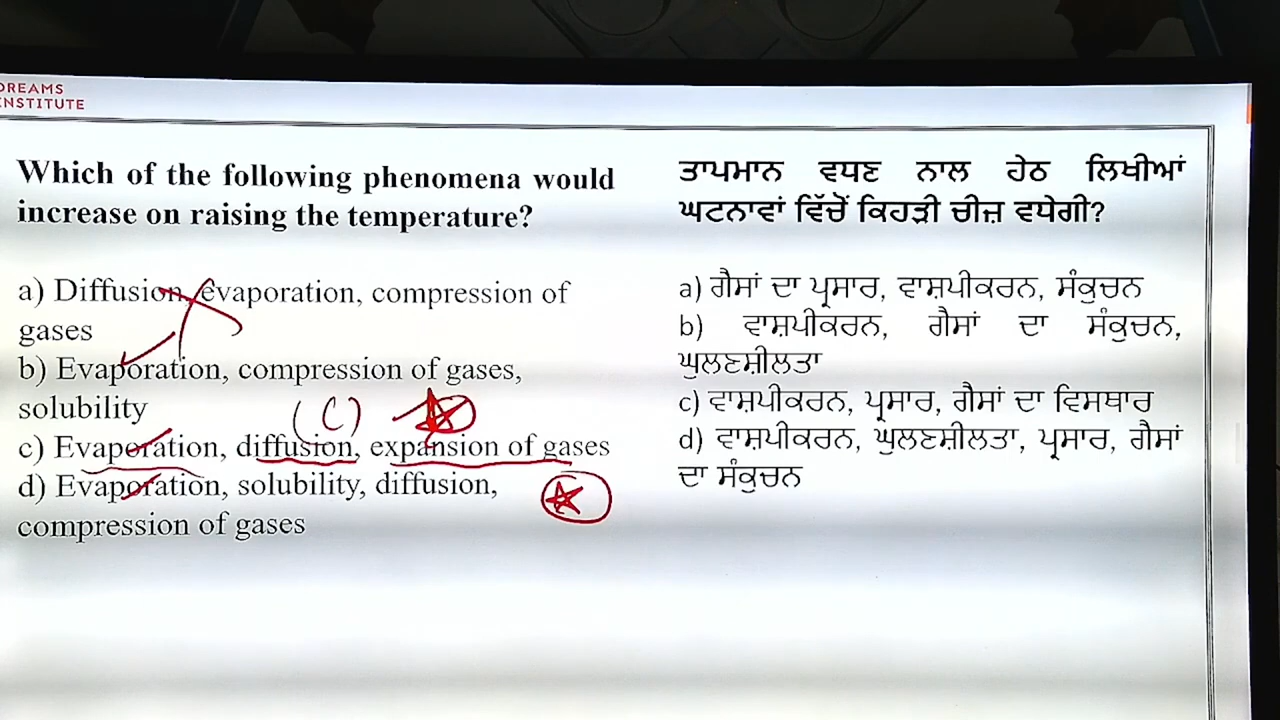 DREAMS
INSTITUTE
Which of the following phenomena would
increase on raising the temperature?
a) Diffusion, evaporation, compression of
gases
b) Evaporation, compression of gases,
solubility
(C)
c) Evaporation, diffusion, expansion of gases
d) Evaporation, solubility, diffusion,
compression of gases
ਤਾਪਮਾਨ ਵਧਣ ਨਾਲ ਹੇਠ ਲਿਖੀਆਂ
ਘਟਨਾਵਾਂ ਵਿੱਚੋਂ ਕਿਹੜੀ ਚੀਜ਼ ਵਧੇਗੀ?
a) ਗੈਸਾਂ ਦਾ ਪ੍ਰਸਾਰ, ਵਾਸ਼ਪੀਕਰਨ, ਸੰਕੁਚਨ
b) ਵਾਸ਼ਪੀਕਰਨ, ਗੈਸਾਂ ਦਾ ਸੰਕੁਚਨ,
ਘੁਲਣਸ਼ੀਲਤਾ
c) ਵਾਸ਼ਪੀਕਰਨ, ਪ੍ਰਸਾਰ, ਗੈਸਾਂ ਦਾ ਵਿਸਥਾਰ
d) ਵਾਸ਼ਪੀਕਰਨ, ਘੁਲਣਸ਼ੀਲਤਾ, ਪ੍ਰਸਾਰ, ਗੈਸਾਂ
ਦਾ ਸੰਕੁਚਨ